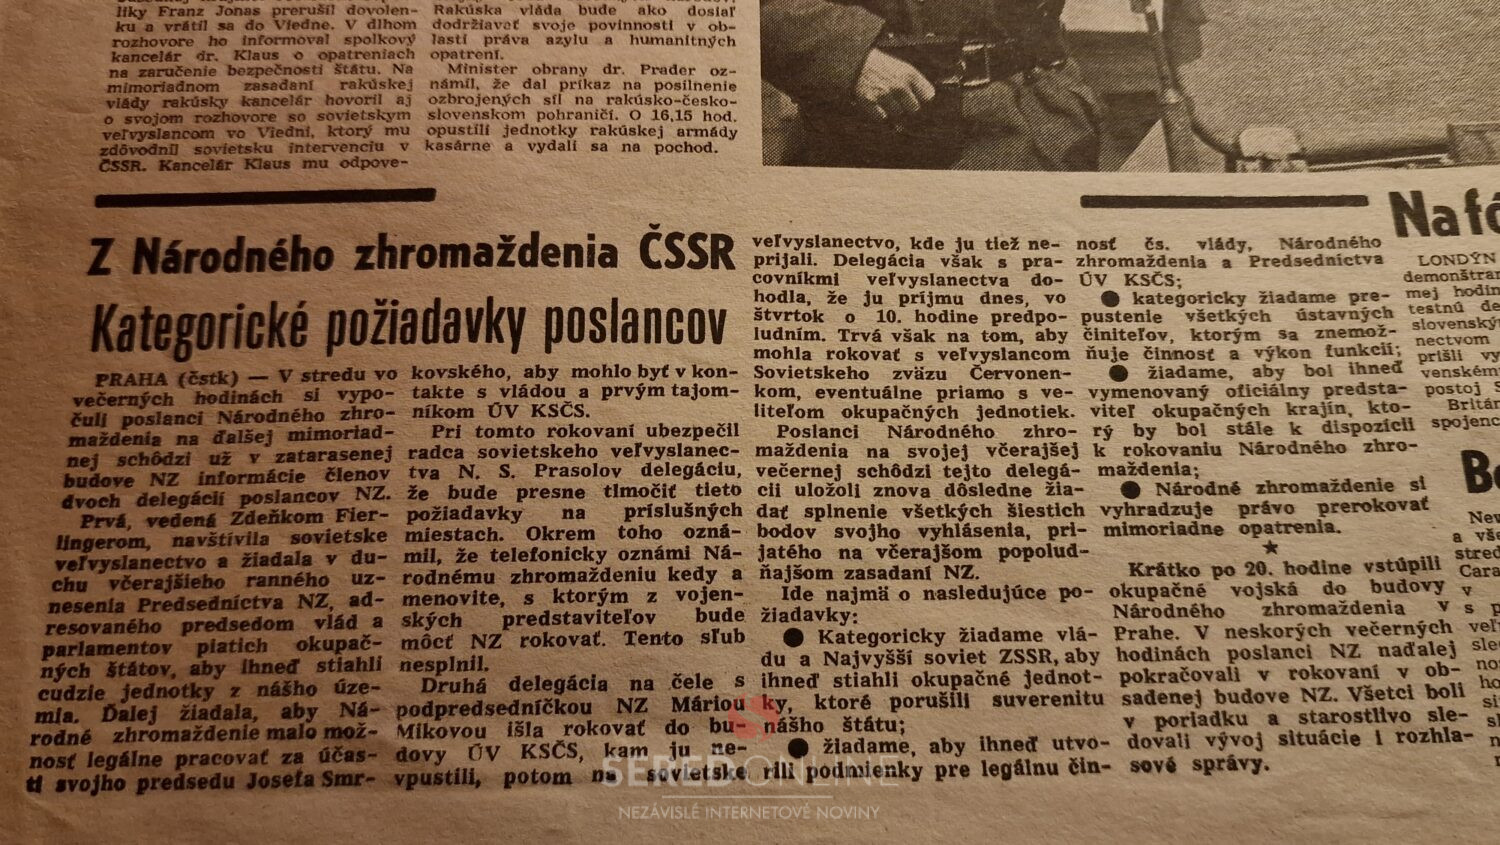 liky Franz Jonas prerušil dovolen-
ku a vrátil sa do Viedne. V dlhom
rozhovore ho informoval spolkový
kancelár dr. Klaus o opatreniach
na zaručenie bezpečnosti štátu. Na
mimoriadnom zasadaní rakúskej
vlády rakúsky kancelár hovoril aj
o svojom rozhovore so sovietskym
veľvyslancom vo Viedni, ktorý mu
zdôvodnil sovietsku intervenciu v
ČSSR. Kancelár Klaus mu odpove-
Rakúska vláda bude ako dosiaľ
dodržiavať svoje povinnosti v ob-
lasti práva azylu a humanitných
opatrení.
Minister obrany dr. Prader oz-
námil, že dal príkaz na posilnenie
ozbrojených síl na rakúsko-česko-
slovenskom pohraničí. O 16,15 hod.
opustili jednotky rakúskej armády
kasárne a vydali sa na pochod.
Z Národného zhromaždenia ČSSR
Kategorické požiadavky poslancov
PRAHA (čstk) — V stredu vo
večerných hodinách si vypo-
čuli poslanci Národného zhro-
maždenia na ďalšej mimoriad-
nej schôdzi už v zatarasenej
budove NZ informácie členov
dvoch delegácií poslancov NZ.
Prvá, vedená Zdeňkom Fier-
lingerom, navštívila sovietske
veľvyslanectvo a žiadala v du-
chu včerajšieho ranného uz-
nesenia Predsedníctva NZ, ad-
resovaného predsedom vlád a
parlamentov piatich okupač-
ných štátov, aby ihneď stiahli
cudzie jednotky z nášho úze-
mia. Ďalej žiadala, aby Ná-
rodné zhromaždenie malo mož-
nosť legálne pracovať za účas-
ti svojho predsedu Josefa Smr-
kovského, aby mohlo byť v kon-
takte s vládou a prvým tajom-
níkom ÚV KSČS.
Pri tomto rokovaní ubezpečil
radca sovietskeho veľvyslanec-
tva N. S. Prasolov delegáciu,
že bude presne tlmočiť tieto
požiadavky na príslušných
miestach. Okrem toho ozná-
mil, že telefonicky oznámi Ná-
rodnému zhromaždeniu kedy a
menovite, s ktorým z vojen-
ských predstaviteľov bude
môcť NZ rokovať. Tento sľub
nesplnil.
Druhá delegácia na čele s
podpredsedníčkou NZ Máriou
Mikovou išla rokovať do bu-
dovy ÚV KSČS, kam ju ne-
vpustili, potom na sovietske
veľvyslanectvo, kde ju tiež ne-
prijali. Delegácia však s pra-
covníkmi veľvyslanectva do-
hodla, že ju príjmu dnes, vo
štvrtok o 10. hodine predpo-
ludním. Trvá však na tom, aby
mohla rokovať s veľvyslancom
Sovietskeho zväzu Červonen-
kom, eventuálne priamo s ve-
liteľom okupačných jednotiek.
Poslanci Národného zhro-
maždenia na svojej včerajšej
večernej schôdzi tejto delegá-
cii uložoli znova dôsledne žia-
dať splnenie všetkých šiestich
bodov svojho vyhlásenia, pri-
jatého na včerajšom popolud-
ňajšom zasadaní NZ.
Ide najmä o nasledujúce po-
žiadavky:
● Kategoricky žiadame vlá-
du a Najvyšší soviet ZSSR, aby
ihneď stiahli okupačné jednot-
ky, ktoré porušili suverenitu
nášho štátu;
● žiadame, aby ihneď utvo-
rili podmienky pre legálnu čin-
nosť čs. vlády, Národného
zhromaždenia a Predsedníctva
ÚV KSČS;
● kategoricky žiadame pre-
pustenie všetkých ústavných
činiteľov, ktorým sa znemož-
ňuje činnosť a výkon funkcií;
● žiadame, aby bol ihneď
vymenovaný oficiálny predsta-
viteľ okupačných krajín, kto-
rý by bol stále k dispozícii
k rokovaniu Národného zhro-
maždenia;
● Národné zhromaždenie si
vyhradzuje právo prerokovať
mimoriadne opatrenia.
★
Krátko po 20. hodine vstúpili
okupačné vojská do budovy
Národného zhromaždenia v
Prahe. V neskorých večerných
hodinách poslanci NZ naďalej
pokračovali v rokovaní v ob-
sadenej budove NZ. Všetci boli
v poriadku a starostlivo sle-
dovali vývoj situácie i rozhla-
sové správy.
Na fó
LONDÝN
demonštran
mej hodin
testnú de
slovenským
nectvom
prišli vy
venskému
postoj S
Britán
spojenc
SEREDONLINE
NEZÁVISLÉ INTERNETOVÉ NOVINY